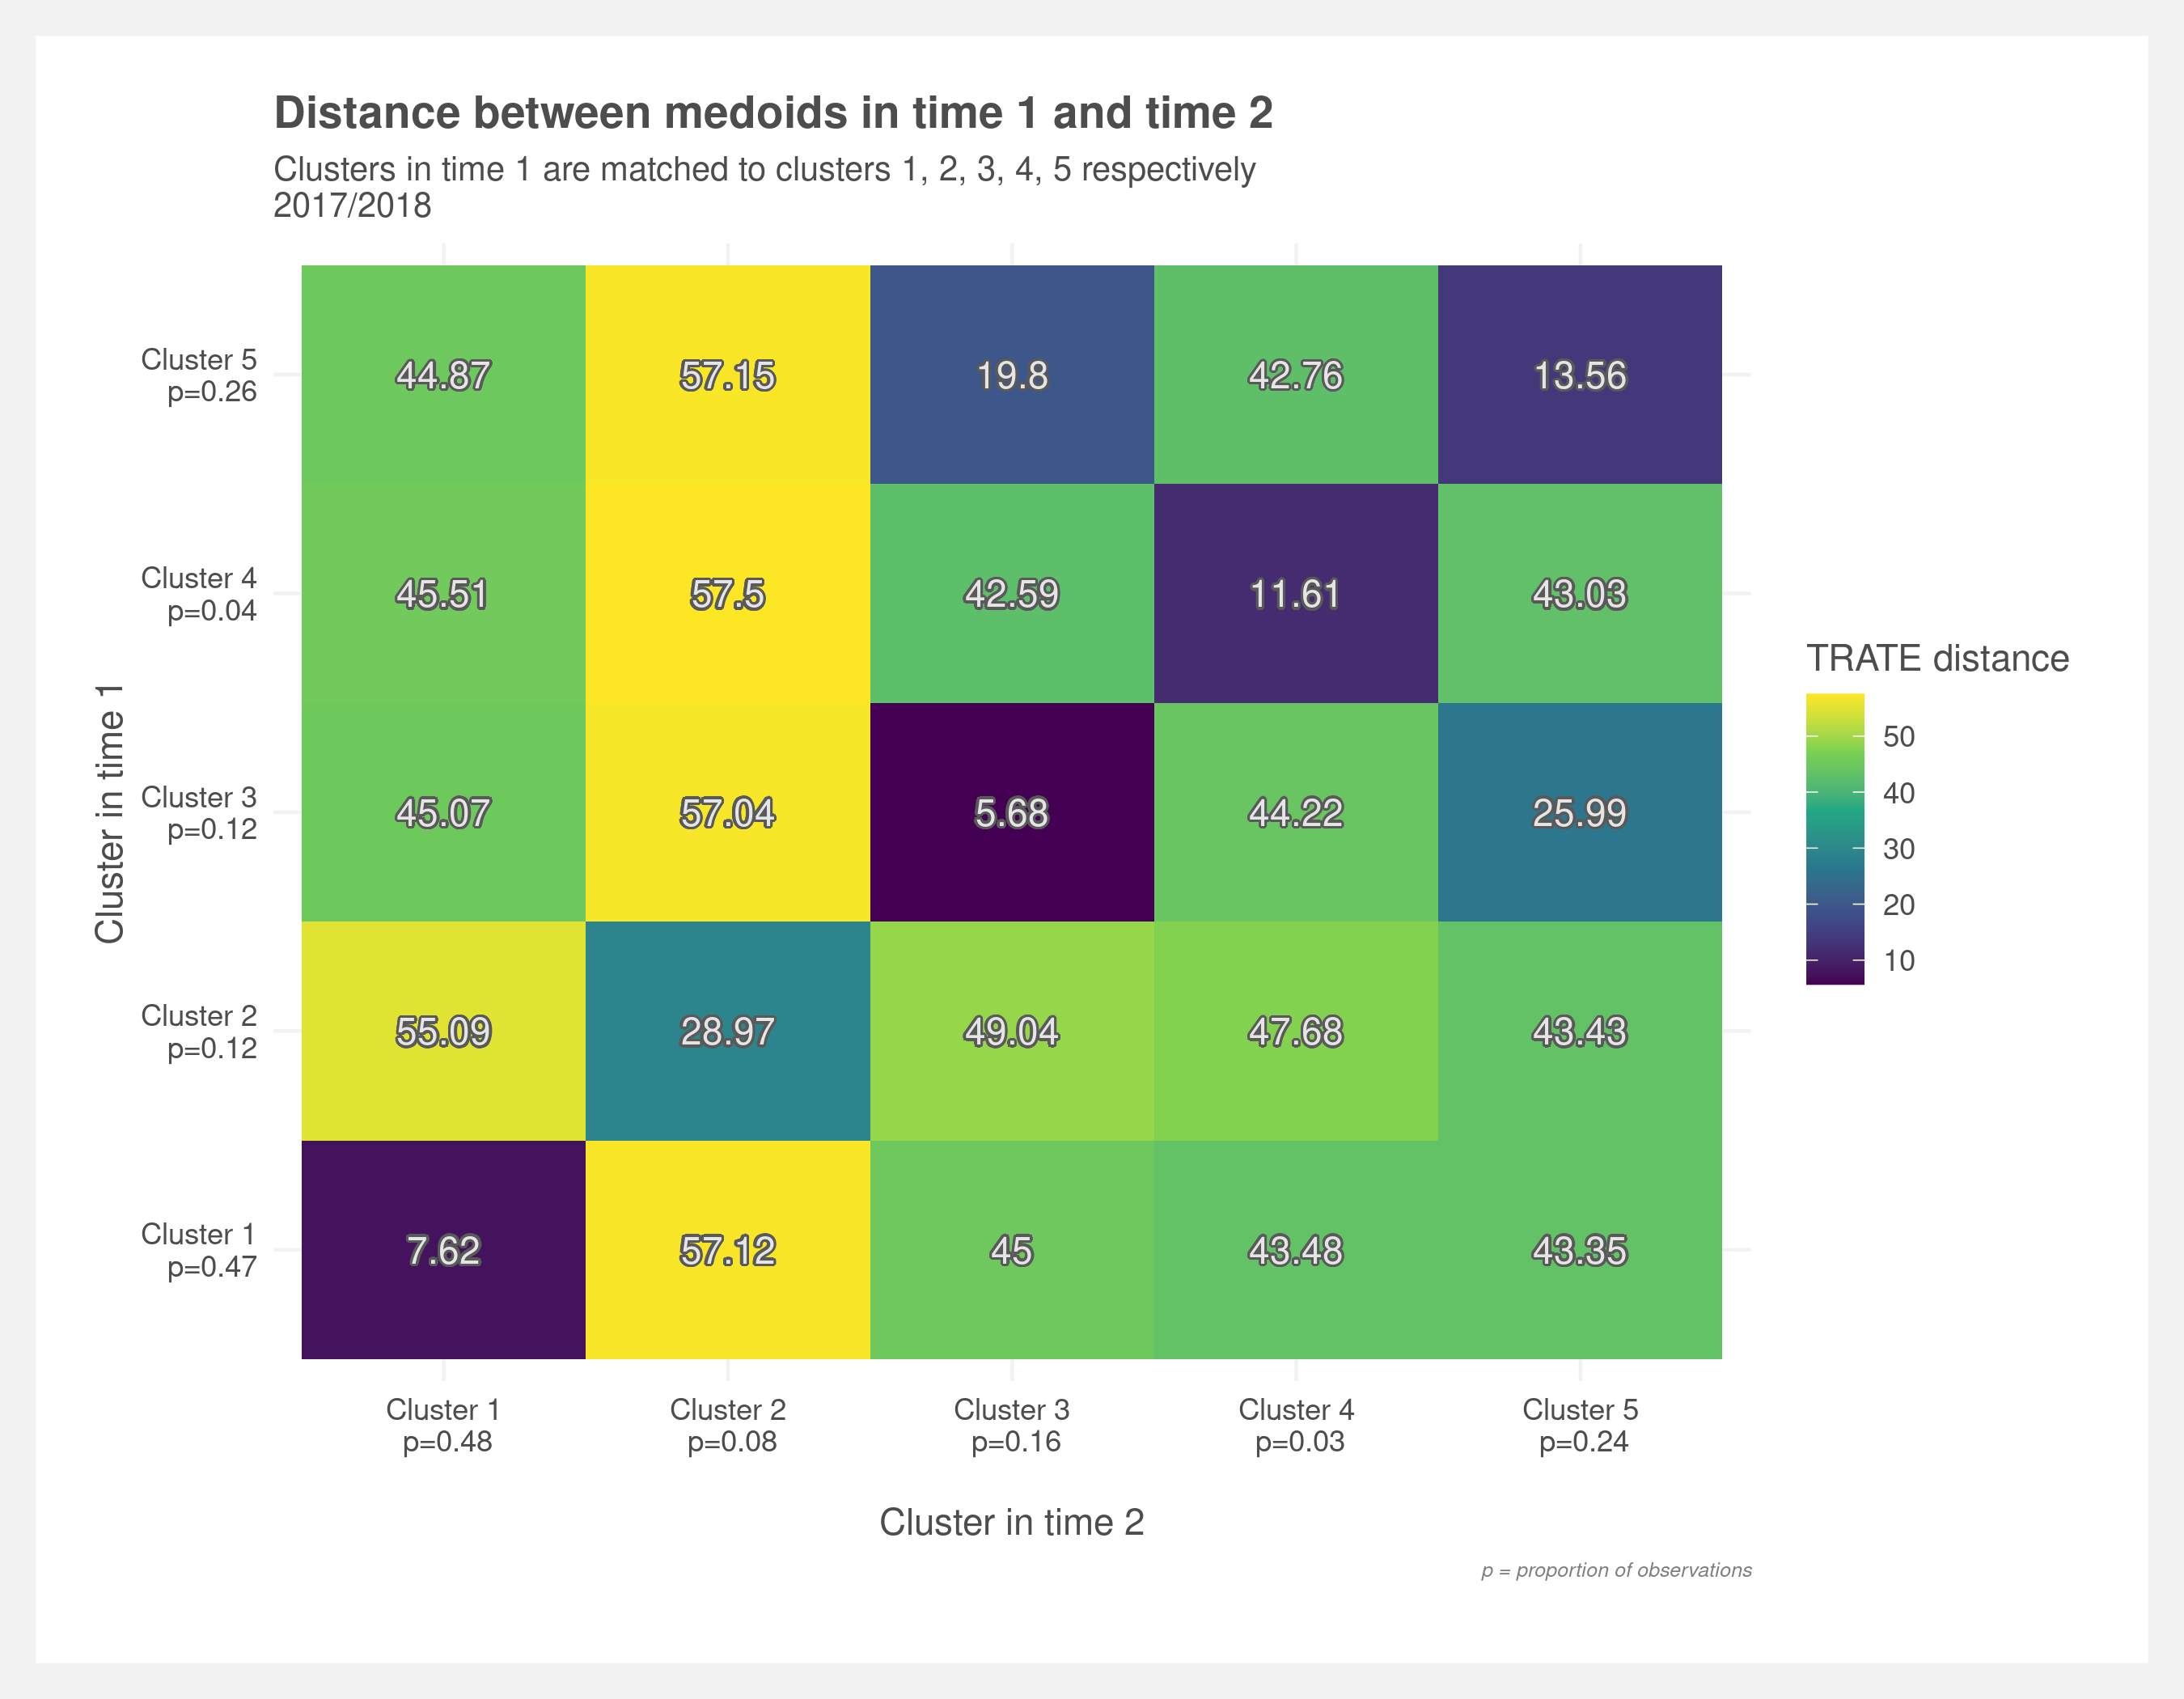 Distance between medoids in time 1 and time 2
Clusters in time 1 are matched to clusters 1, 2, 3, 4, 5 respectively
2017/2018
Cluster in time 1
Cluster 5
p=0.26
44.87 57.15 19.8 42.76 13.56
Cluster 4
p=0.04
45.51 57.5 42.59 11.61 43.03
Cluster 3
p=0.12
45.07 57.04 5.68 44.22 25.99
Cluster 2
p=0.12
55.09 28.97 49.04 47.68 43.43
Cluster 1
p=0.47
7.62 57.12 45 43.48 43.35
Cluster 1 Cluster 2 Cluster 3 Cluster 4 Cluster 5
p=0.48 p=0.08 p=0.16 p=0.03 p=0.24
Cluster in time 2
TRATE distance
50
40
30
20
10
p = proportion of observations